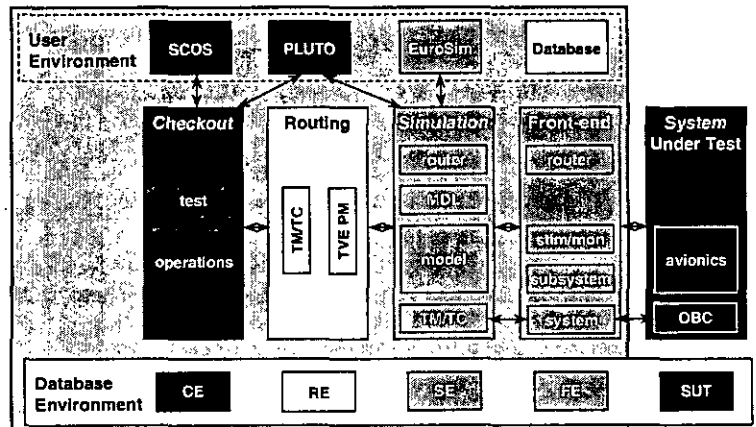 User
Environment
SCOS
PLUTO
EuroSim
Database
Checkout
test
operations
Routing
TM/TC
TVE PM
Simulation
router
MDL
model
TM/TC
Front-end
router
stim/mon
subsystem
system
System
Under Test
avionics
OBC
Database
Environment
CE
RE
SE
FE
SUT